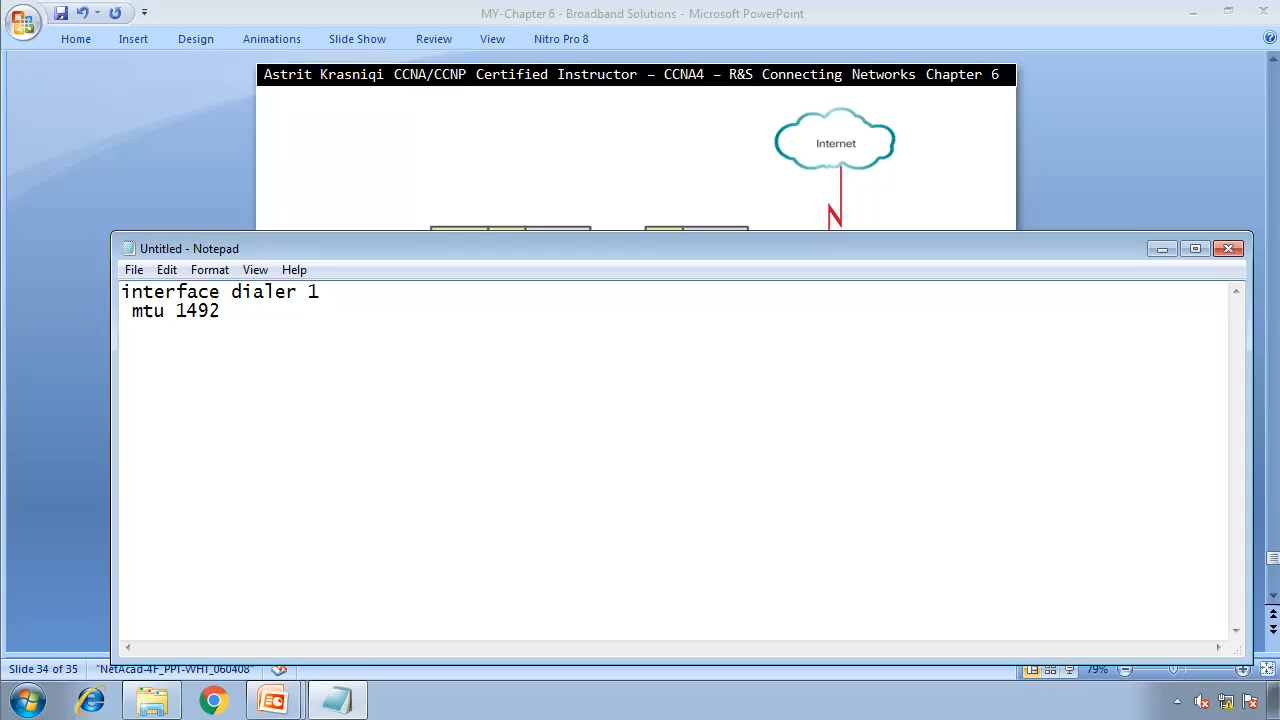 MY-Chapter 6 - Broadband Solutions - Microsoft PowerPoint
Home Insert Design Animations Slide Show Review View Nitro Pro 8
Astrit Krasniqi CCNA/CCNP Certified Instructor – CCNA4 – R&S Connecting Networks Chapter 6
Internet
Untitled - Notepad
File Edit Format View Help
interface dialer 1
mtu 1492
Slide 34 of 35 "NetAcad-4F_PPT-WHT_060408" 79%